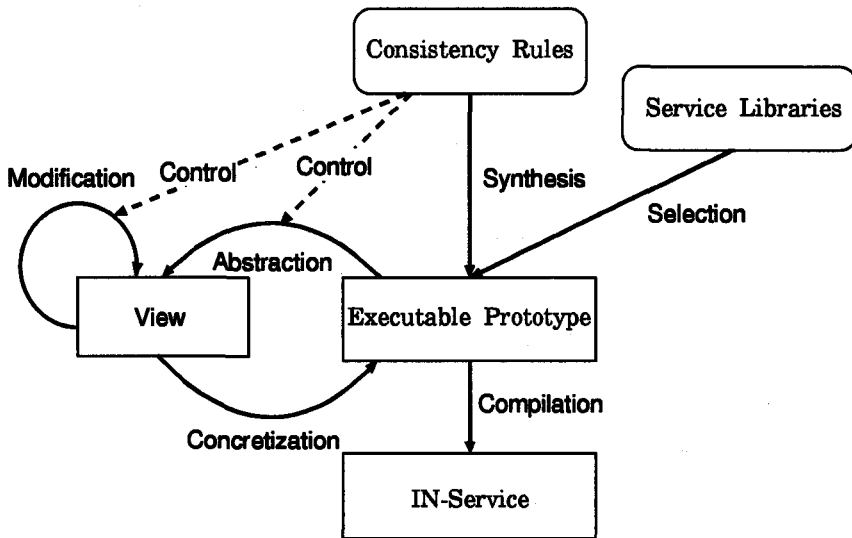 Consistency Rules
Service Libraries
Modification
Control
Control
Synthesis
Selection
Abstraction
View
Executable Prototype
Concretization
Compilation
IN-Service